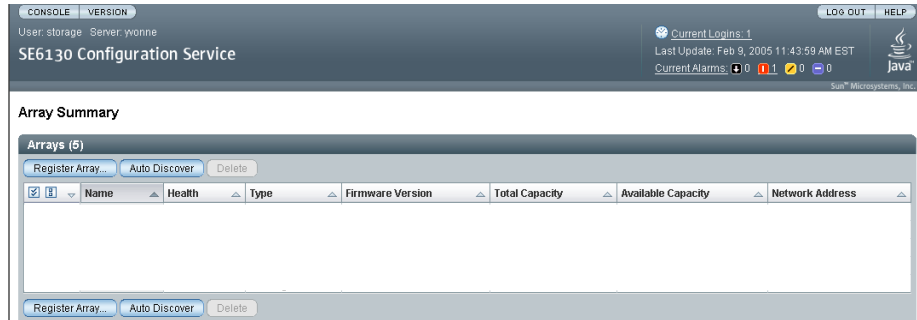 CONSOLE VERSION LOG OUT HELP
User: storage Server: yvonne
SE6130 Configuration Service
Current Logins: 1
Last Update: Feb 9, 2005 11:43:59 AM EST
Current Alarms: 0 1 0 0
Java™
Sun™ Microsystems, Inc.
Array Summary
Arrays (5)
Register Array... Auto Discover Delete
Name Health Type Firmware Version Total Capacity Available Capacity Network Address
Register Array... Auto Discover Delete